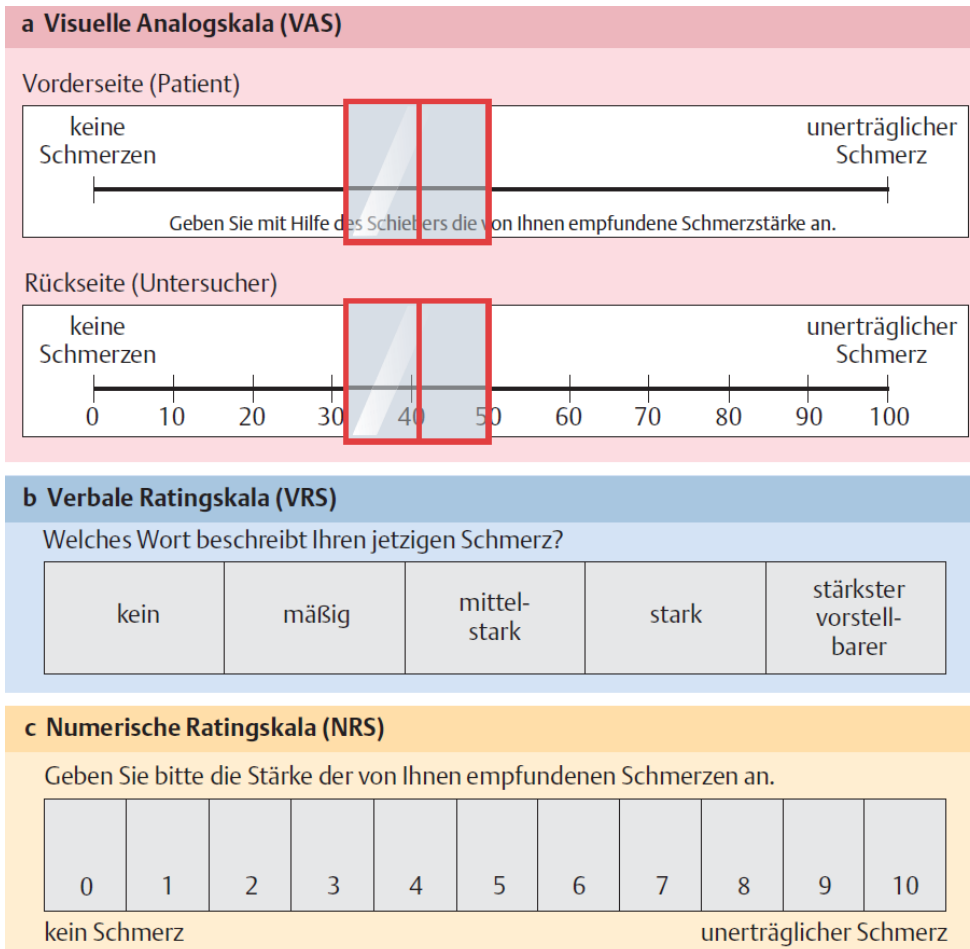 a Visuelle Analogskala (VAS)
Vorderseite (Patient)
keine
Schmerzen
unerträglicher
Schmerz
Geben Sie mit Hilfe des Schiebers die von Ihnen empfundene Schmerzstärke an.
Rückseite (Untersucher)
keine
Schmerzen
unerträglicher
Schmerz
0 10 20 30 40 50 60 70 80 90 100
b Verbale Ratingskala (VRS)
Welches Wort beschreibt Ihren jetzigen Schmerz?
kein
mäßig
mittel-
stark
stark
stärkster
vorstell-
barer
c Numerische Ratingskala (NRS)
Geben Sie bitte die Stärke der von Ihnen empfundenen Schmerzen an.
0 1 2 3 4 5 6 7 8 9 10
kein Schmerz
unerträglicher Schmerz